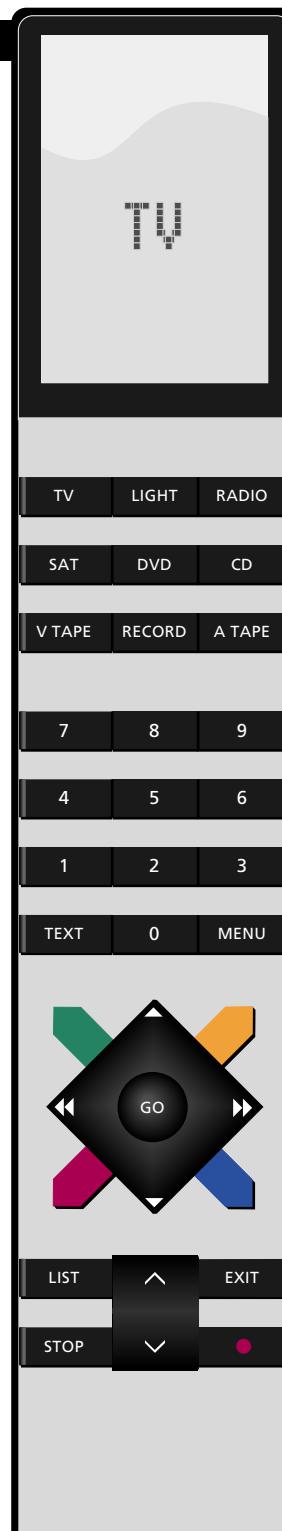 TV
TV LIGHT RADIO
SAT DVD CD
V TAPE RECORD A TAPE
7 8 9
4 5 6
1 2 3
TEXT 0 MENU
GO
LIST EXIT
STOP